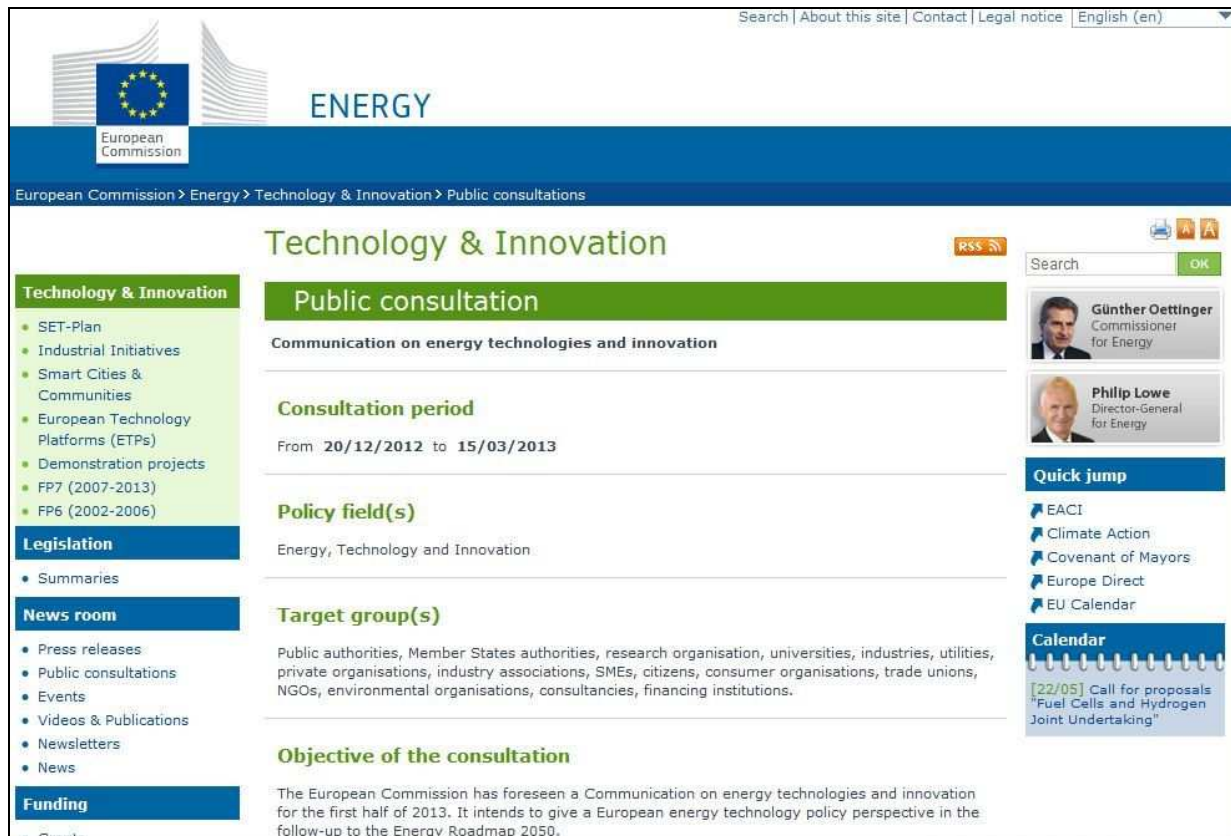 Search | About this site | Contact | Legal notice English (en)
ENERGY
European
Commission
European Commission > Energy > Technology & Innovation > Public consultations
Technology & Innovation
RSS
A A
Search OK
Technology & Innovation
• SET-Plan
• Industrial Initiatives
• Smart Cities &
Communities
• European Technology
Platforms (ETPs)
• Demonstration projects
• FP7 (2007-2013)
• FP6 (2002-2006)
Legislation
• Summaries
News room
• Press releases
• Public consultations
• Events
• Videos & Publications
• Newsletters
• News
Funding
Public consultation
Communication on energy technologies and innovation
Consultation period
From 20/12/2012 to 15/03/2013
Policy field(s)
Energy, Technology and Innovation
Target group(s)
Public authorities, Member States authorities, research organisation, universities, industries, utilities,
private organisations, industry associations, SMEs, citizens, consumer organisations, trade unions,
NGOs, environmental organisations, consultancies, financing institutions.
Objective of the consultation
The European Commission has foreseen a Communication on energy technologies and innovation
for the first half of 2013. It intends to give a European energy technology policy perspective in the
follow-up to the Energy Roadmap 2050.
Günther Oettinger
Commissioner
for Energy
Philip Lowe
Director-General
for Energy
Quick jump
EACI
Climate Action
Covenant of Mayors
Europe Direct
EU Calendar
Calendar
[22/05] Call for proposals
"Fuel Cells and Hydrogen
Joint Undertaking"